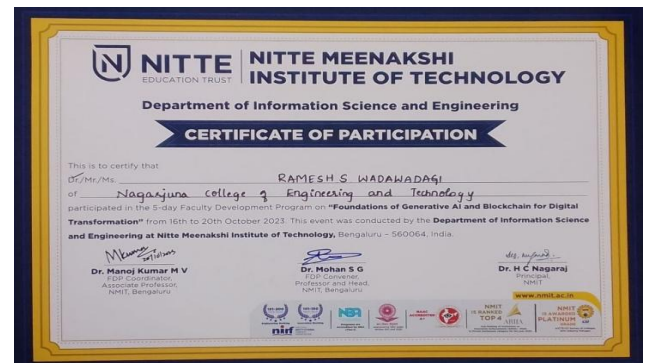 NITTE
EDUCATION TRUST
NITTE MEENAKSHI
INSTITUTE OF TECHNOLOGY
Department of Information Science and Engineering
CERTIFICATE OF PARTICIPATION
This is to certify that
Dr./Mr./Ms. RAMESH S WADAWADAGI
of Nagarjuna College of Engineering and Technology
participated in the 5-day Faculty Development Program on "Foundations of Generative AI and Blockchain for Digital
Transformation" from 16th to 20th October 2023. This event was conducted by the Department of Information Science
and Engineering at Nitte Meenakshi Institute of Technology, Bengaluru – 560064, India.
Dr. Manoj Kumar M V
FDP Coordinator,
Associate Professor,
NMIT, Bengaluru
Dr. Mohan S G
FDP Convener,
Professor and Head,
NMIT, Bengaluru
Dr. H C Nagaraj
Principal,
NMIT
www.nmit.ac.in
nirf
NBA
NMIT
IS RANKED
TOP 4
ARIIA
NMIT
IS AWARDED
PLATINUM